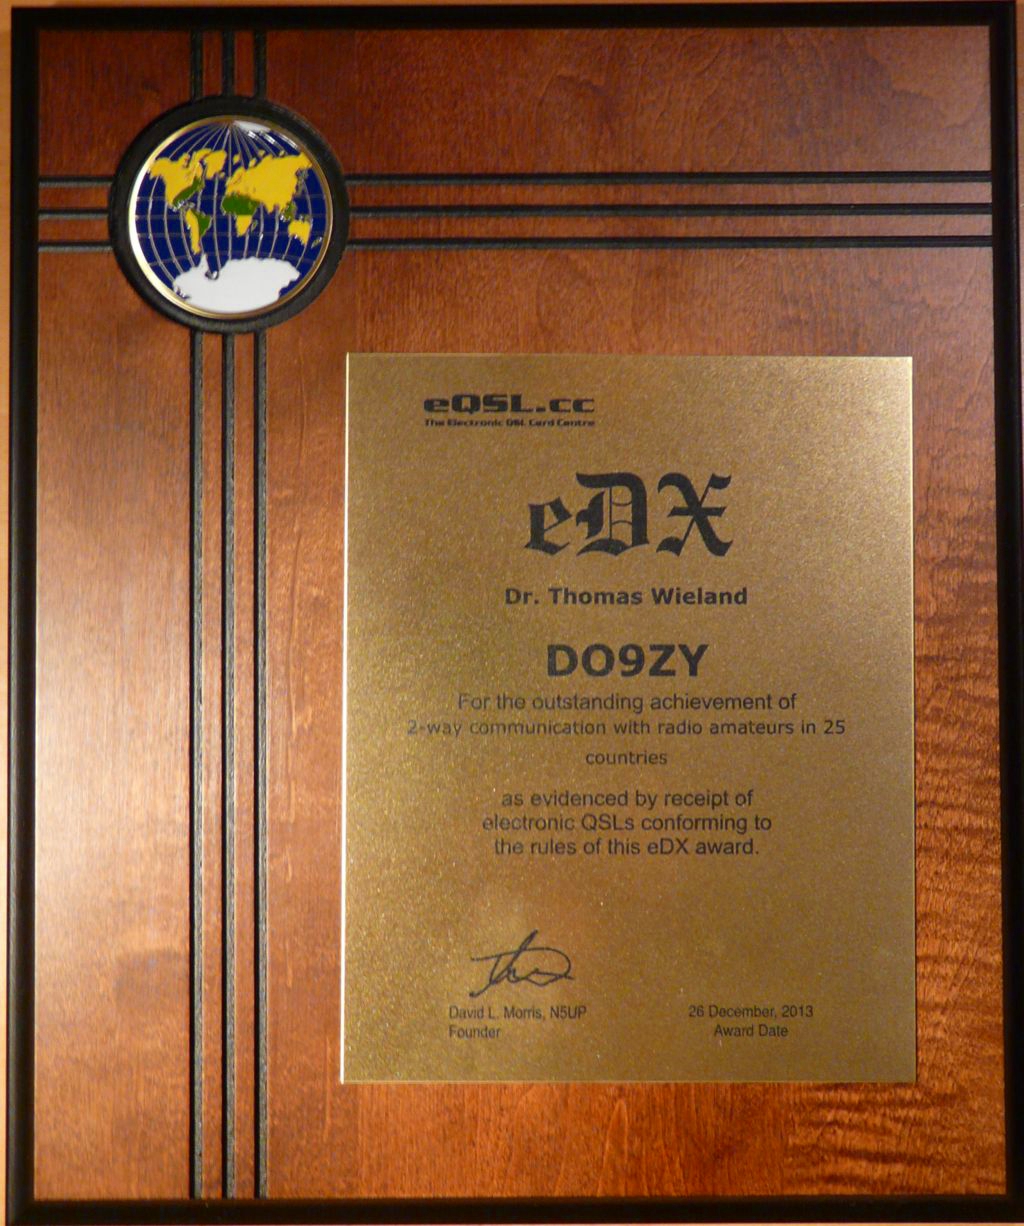 eQSL.cc
The Electronic QSL Card Centre
eDX
Dr. Thomas Wieland
DO9ZY
For the outstanding achievement of
2-way communication with radio amateurs in 25
countries
as evidenced by receipt of
electronic QSLs conforming to
the rules of this eDX award.
David L. Morris, N5UP
Founder
26 December, 2013
Award Date